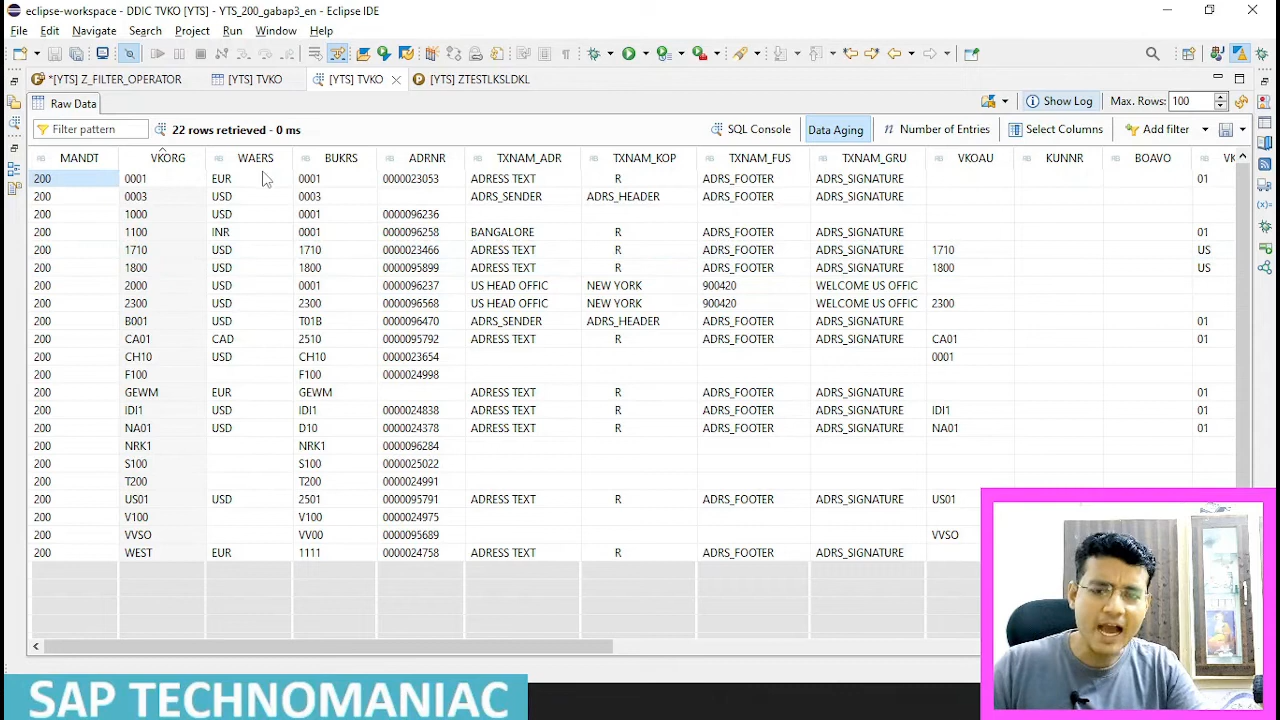 eclipse-workspace - DDIC TVKO [YTS] - YTS_200_gabap3_en - Eclipse IDE
File Edit Navigate Search Project Run Window Help
*[YTS] Z_FILTER_OPERATOR [YTS] TVKO [YTS] TVKO [YTS] ZTESTLKSLDKL
Raw Data Show Log Max. Rows: 100
Filter pattern 22 rows retrieved - 0 ms SQL Console Data Aging Number of Entries Select Columns Add filter
MANDT VKORG WAERS BUKRS ADRNR TXNAM_ADR TXNAM_KOP TXNAM_FUS TXNAM_GRU VKOAU KUNNR BOAVO
200 0001 EUR 0001 0000023053 ADRESS TEXT R ADRS_FOOTER ADRS_SIGNATURE 01
200 0003 USD 0003 ADRS_SENDER ADRS_HEADER ADRS_FOOTER ADRS_SIGNATURE
200 1000 USD 0001 0000096236
200 1100 INR 0001 0000096258 BANGALORE R ADRS_FOOTER ADRS_SIGNATURE 01
200 1710 USD 1710 0000023466 ADRESS TEXT R ADRS_FOOTER ADRS_SIGNATURE 1710 US
200 1800 USD 1800 0000095899 ADRESS TEXT R ADRS_FOOTER ADRS_SIGNATURE 1800 US
200 2000 USD 0001 0000096237 US HEAD OFFIC NEW YORK 900420 WELCOME US OFFIC
200 2300 USD 2300 0000096568 US HEAD OFFIC NEW YORK 900420 WELCOME US OFFIC 2300
200 B001 USD T01B 0000096470 ADRS_SENDER ADRS_HEADER ADRS_FOOTER ADRS_SIGNATURE 01
200 CA01 CAD 2510 0000095792 ADRESS TEXT R ADRS_FOOTER ADRS_SIGNATURE CA01 01
200 CH10 USD CH10 0000023654 0001
200 F100 F100 0000024998
200 GEWM EUR GEWM ADRESS TEXT R ADRS_FOOTER ADRS_SIGNATURE 01
200 IDI1 USD IDI1 0000024838 ADRESS TEXT R ADRS_FOOTER ADRS_SIGNATURE IDI1 01
200 NA01 USD D10 0000024378 ADRESS TEXT R ADRS_FOOTER ADRS_SIGNATURE NA01 01
200 NRK1 NRK1 0000096284
200 S100 S100 0000025022
200 T200 T200 0000024991
200 US01 USD 2501 0000095791 ADRESS TEXT R ADRS_FOOTER ADRS_SIGNATURE US01
200 V100 V100 0000024975
200 VVSO VV00 0000095689 VVSO
200 WEST EUR 1111 0000024758 ADRESS TEXT R ADRS_FOOTER ADRS_SIGNATURE
SAP TECHNOMANIAC